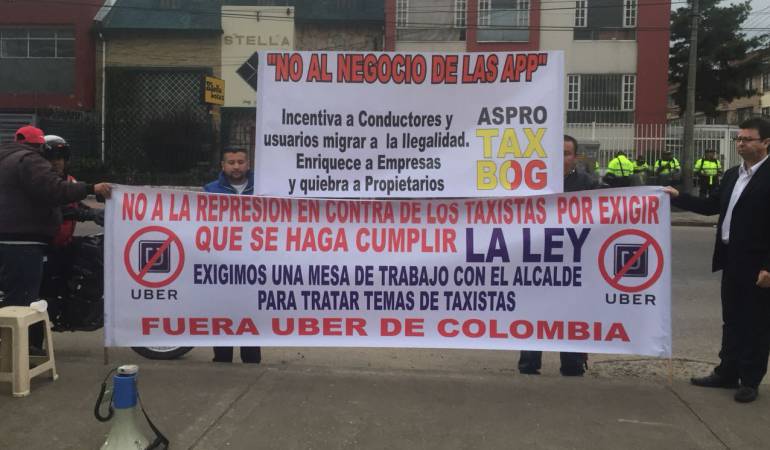 STELLA
"NO AL NEGOCIO DE LAS APP"
Incentiva a Conductores y
usuarios migrar a la Ilegalidad.
Enriquece a Empresas
y quiebra a Propietarios
ASPRO
TAX
BOG
NO A LA REPRESION EN CONTRA DE LOS TAXISTAS POR EXIGIR
QUE SE HAGA CUMPLIR LA LEY
EXIGIMOS UNA MESA DE TRABAJO CON EL ALCALDE
PARA TRATAR TEMAS DE TAXISTAS
UBER
UBER
FUERA UBER DE COLOMBIA